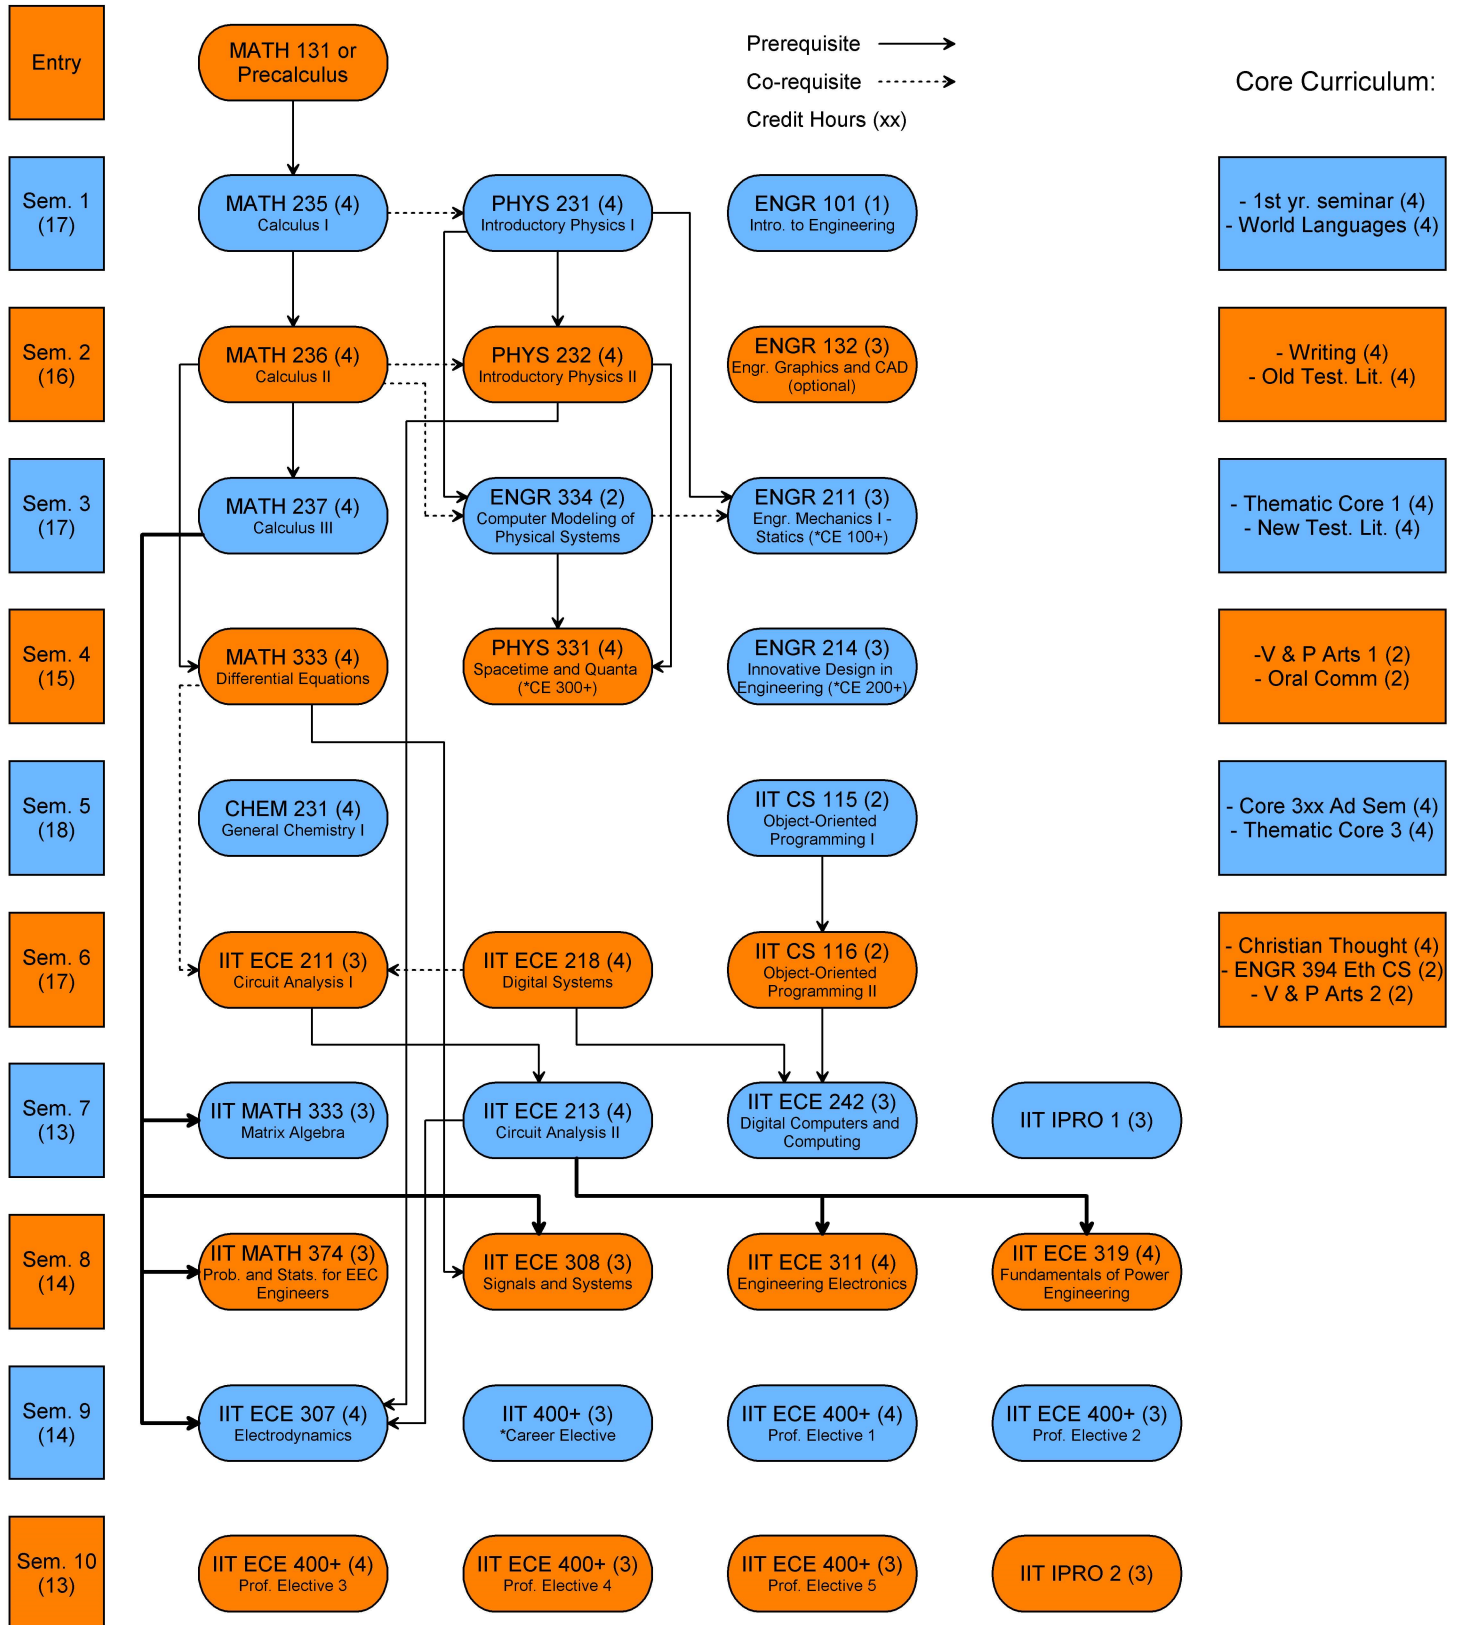 Entry
MATH 131 or
Precalculus
Prerequisite
Co-requisite
Credit Hours (xx)
Core Curriculum:
Sem. 1
(17)
MATH 235 (4)
Calculus I
PHYS 231 (4)
Introductory Physics I
ENGR 101 (1)
Intro. to Engineering
- 1st yr. seminar (4)
- World Languages (4)
Sem. 2
(16)
MATH 236 (4)
Calculus II
PHYS 232 (4)
Introductory Physics II
ENGR 132 (3)
Engr. Graphics and CAD
(optional)
- Writing (4)
- Old Test. Lit. (4)
Sem. 3
(17)
MATH 237 (4)
Calculus III
ENGR 334 (2)
Computer Modeling of
Physical Systems
ENGR 211 (3)
Engr. Mechanics I -
Statics (*CE 100+)
- Thematic Core 1 (4)
- New Test. Lit. (4)
Sem. 4
(15)
MATH 333 (4)
Differential Equations
PHYS 331 (4)
Spacetime and Quanta
(*CE 300+)
ENGR 214 (3)
Innovative Design in
Engineering (*CE 200+)
-V & P Arts 1 (2)
- Oral Comm (2)
Sem. 5
(18)
CHEM 231 (4)
General Chemistry I
IIT CS 115 (2)
Object-Oriented
Programming I
- Core 3xx Ad Sem (4)
- Thematic Core 3 (4)
Sem. 6
(17)
IIT ECE 211 (3)
Circuit Analysis I
IIT ECE 218 (4)
Digital Systems
IIT CS 116 (2)
Object-Oriented
Programming II
- Christian Thought (4)
- ENGR 394 Eth CS (2)
- V & P Arts 2 (2)
Sem. 7
(13)
IIT MATH 333 (3)
Matrix Algebra
IIT ECE 213 (4)
Circuit Analysis II
IIT ECE 242 (3)
Digital Computers and
Computing
IIT IPRO 1 (3)
Sem. 8
(14)
IIT MATH 374 (3)
Prob. and Stats. for EEC
Engineers
IIT ECE 308 (3)
Signals and Systems
IIT ECE 311 (4)
Engineering Electronics
IIT ECE 319 (4)
Fundamentals of Power
Engineering
Sem. 9
(14)
IIT ECE 307 (4)
Electrodynamics
IIT 400+ (3)
*Career Elective
IIT ECE 400+ (4)
Prof. Elective 1
IIT ECE 400+ (3)
Prof. Elective 2
Sem. 10
(13)
IIT ECE 400+ (4)
Prof. Elective 3
IIT ECE 400+ (3)
Prof. Elective 4
IIT ECE 400+ (3)
Prof. Elective 5
IIT IPRO 2 (3)